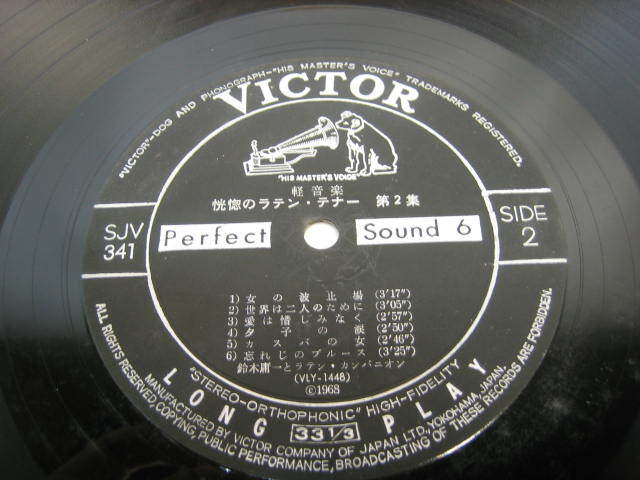 "VICTOR"-DOG AND PHONOGRAPH-"HIS MASTER'S VOICE" TRADEMARKS REGISTERED.
VICTOR
"HIS MASTER'S VOICE"
軽音楽
恍惚のラテン・テナー 第2集
SJV
341
Perfect Sound 6
SIDE
2
1) 女の波止場 (3'17")
2) 世界は二人のために (3'05")
3) 愛は惜しみなく (2'57")
4) 夕子の涙 (2'50")
5) カスバの女 (2'46")
6) 忘れじのブルース (3'25")
鈴木庸一とラテン・カンパニオン
(VLY-1448)
©1968
"STEREO-ORTHOPHONIC" HIGH-FIDELITY
LONG 33 1/3 PLAY
MANUFACTURED BY VICTOR COMPANY OF JAPAN LTD., YOKOHAMA, JAPAN.
ALL RIGHTS RESERVED, COPYING, PUBLIC PERFORMANCE, BROADCASTING OF THESE RECORDS ARE FORBIDDEN.